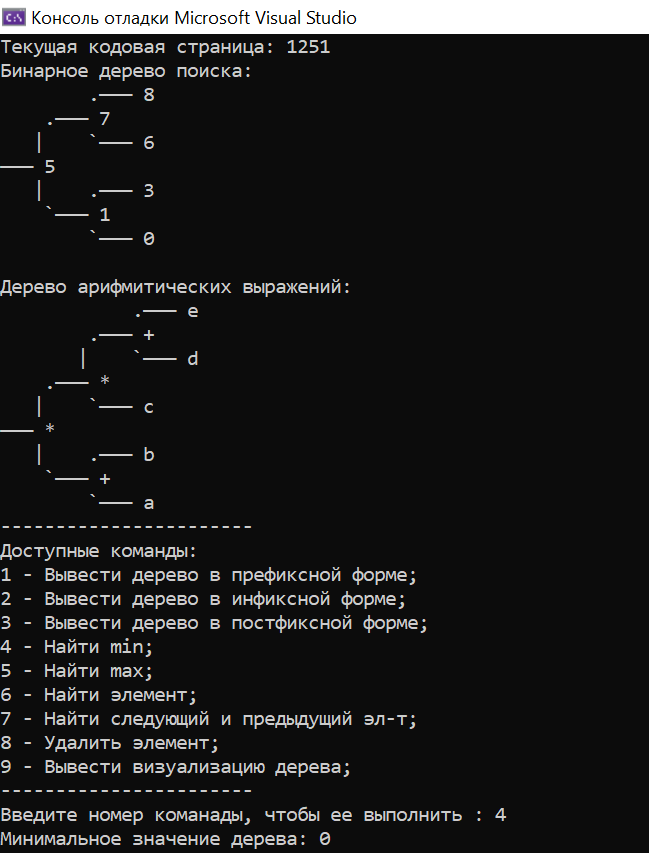 Консоль отладки Microsoft Visual Studio
Текущая кодовая страница: 1251
Бинарное дерево поиска:
        .─── 8
    .─── 7
   |    `─── 6
─── 5
   |    .─── 3
    `─── 1
        `─── 0
Дерево арифмитических выражений:
            .─── e
        .─── +
       |    `─── d
    .─── *
   |    `─── c
─── *
   |    .─── b
    `─── +
        `─── a
-----------------------
Доступные команды:
1 - Вывести дерево в префиксной форме;
2 - Вывести дерево в инфиксной форме;
3 - Вывести дерево в постфиксной форме;
4 - Найти min;
5 - Найти max;
6 - Найти элемент;
7 - Найти следующий и предыдущий эл-т;
8 - Удалить элемент;
9 - Вывести визуализацию дерева;
-----------------------
Введите номер команады, чтобы ее выполнить : 4
Минимальное значение дерева: 0